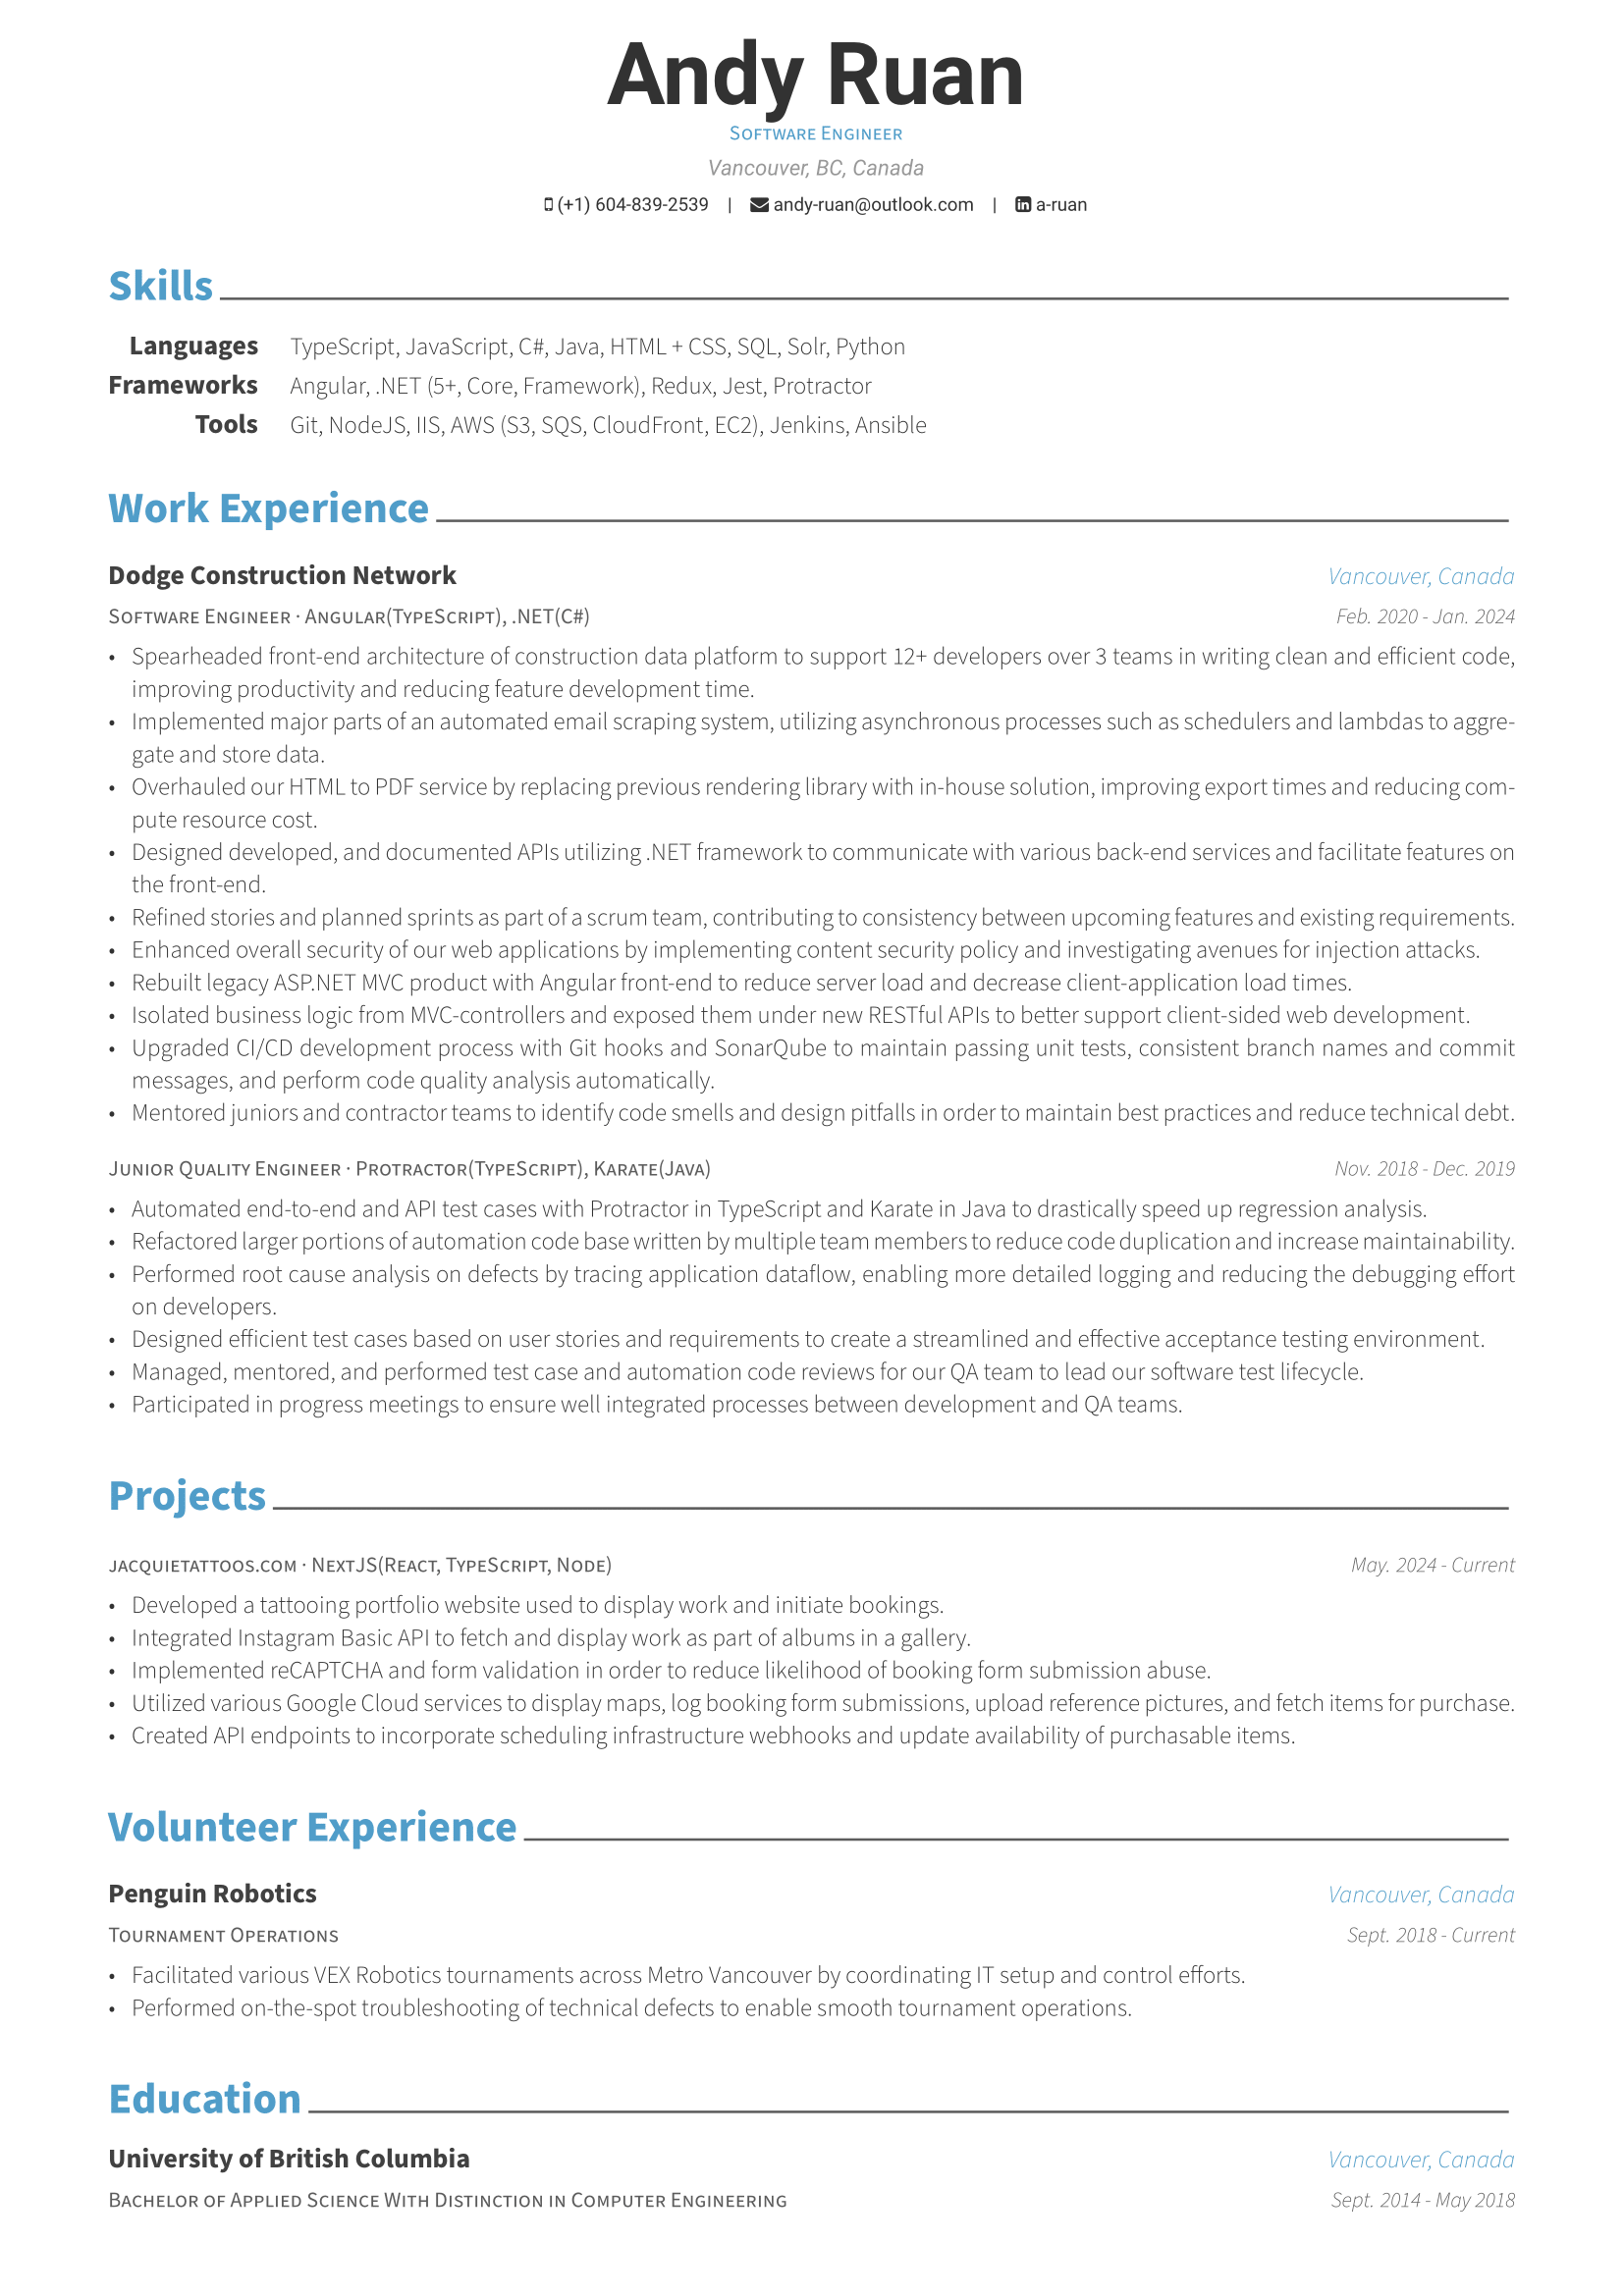 Andy Ruan
Software Engineer
Vancouver, BC, Canada
(+1) 604-839-2539 | andy-ruan@outlook.com | a-ruan
Skills
Languages TypeScript, JavaScript, C#, Java, HTML + CSS, SQL, Solr, Python
Frameworks Angular, .NET (5+, Core, Framework), Redux, Jest, Protractor
Tools Git, NodeJS, IIS, AWS (S3, SQS, CloudFront, EC2), Jenkins, Ansible
Work Experience
Dodge Construction Network Vancouver, Canada
Software Engineer · Angular(TypeScript), .NET(C#) Feb. 2020 - Jan. 2024
• Spearheaded front-end architecture of construction data platform to support 12+ developers over 3 teams in writing clean and efficient code,
improving productivity and reducing feature development time.
• Implemented major parts of an automated email scraping system, utilizing asynchronous processes such as schedulers and lambdas to aggre-
gate and store data.
• Overhauled our HTML to PDF service by replacing previous rendering library with in-house solution, improving export times and reducing com-
pute resource cost.
• Designed developed, and documented APIs utilizing .NET framework to communicate with various back-end services and facilitate features on
the front-end.
• Refined stories and planned sprints as part of a scrum team, contributing to consistency between upcoming features and existing requirements.
• Enhanced overall security of our web applications by implementing content security policy and investigating avenues for injection attacks.
• Rebuilt legacy ASP.NET MVC product with Angular front-end to reduce server load and decrease client-application load times.
• Isolated business logic from MVC-controllers and exposed them under new RESTful APIs to better support client-sided web development.
• Upgraded CI/CD development process with Git hooks and SonarQube to maintain passing unit tests, consistent branch names and commit
messages, and perform code quality analysis automatically.
• Mentored juniors and contractor teams to identify code smells and design pitfalls in order to maintain best practices and reduce technical debt.
Junior Quality Engineer · Protractor(TypeScript), Karate(Java) Nov. 2018 - Dec. 2019
• Automated end-to-end and API test cases with Protractor in TypeScript and Karate in Java to drastically speed up regression analysis.
• Refactored larger portions of automation code base written by multiple team members to reduce code duplication and increase maintainability.
• Performed root cause analysis on defects by tracing application dataflow, enabling more detailed logging and reducing the debugging effort
on developers.
• Designed efficient test cases based on user stories and requirements to create a streamlined and effective acceptance testing environment.
• Managed, mentored, and performed test case and automation code reviews for our QA team to lead our software test lifecycle.
• Participated in progress meetings to ensure well integrated processes between development and QA teams.
Projects
jacquietattoos.com · NextJS(React, TypeScript, Node) May. 2024 - Current
• Developed a tattooing portfolio website used to display work and initiate bookings.
• Integrated Instagram Basic API to fetch and display work as part of albums in a gallery.
• Implemented reCAPTCHA and form validation in order to reduce likelihood of booking form submission abuse.
• Utilized various Google Cloud services to display maps, log booking form submissions, upload reference pictures, and fetch items for purchase.
• Created API endpoints to incorporate scheduling infrastructure webhooks and update availability of purchasable items.
Volunteer Experience
Penguin Robotics Vancouver, Canada
Tournament Operations Sept. 2018 - Current
• Facilitated various VEX Robotics tournaments across Metro Vancouver by coordinating IT setup and control efforts.
• Performed on-the-spot troubleshooting of technical defects to enable smooth tournament operations.
Education
University of British Columbia Vancouver, Canada
Bachelor of Applied Science With Distinction in Computer Engineering Sept. 2014 - May 2018